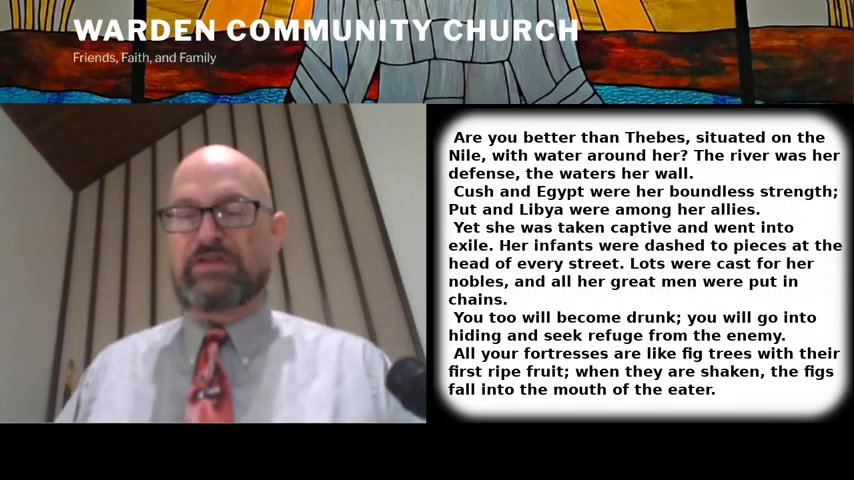 WARDEN COMMUNITY CHURCH
Friends, Faith, and Family
Are you better than Thebes, situated on the
Nile, with water around her? The river was her
defense, the waters her wall.
Cush and Egypt were her boundless strength;
Put and Libya were among her allies.
Yet she was taken captive and went into
exile. Her infants were dashed to pieces at the
head of every street. Lots were cast for her
nobles, and all her great men were put in
chains.
You too will become drunk; you will go into
hiding and seek refuge from the enemy.
All your fortresses are like fig trees with their
first ripe fruit; when they are shaken, the figs
fall into the mouth of the eater.